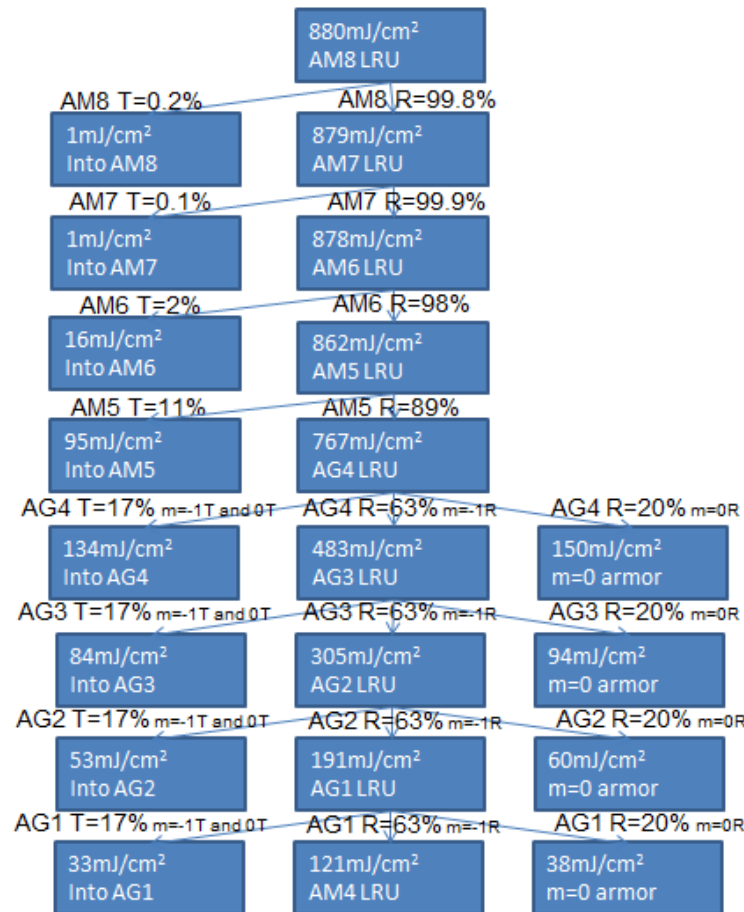 880mJ/cm²
AM8 LRU
AM8 T=0.2%
AM8 R=99.8%
1mJ/cm²
Into AM8
879mJ/cm²
AM7 LRU
AM7 T=0.1%
AM7 R=99.9%
1mJ/cm²
Into AM7
878mJ/cm²
AM6 LRU
AM6 T=2%
AM6 R=98%
16mJ/cm²
Into AM6
862mJ/cm²
AM5 LRU
AM5 T=11%
AM5 R=89%
95mJ/cm²
Into AM5
767mJ/cm²
AG4 LRU
AG4 T=17% m=-1T and 0T
AG4 R=63% m=-1R
AG4 R=20% m=0R
134mJ/cm²
Into AG4
483mJ/cm²
AG3 LRU
150mJ/cm²
m=0 armor
AG3 T=17% m=-1T and 0T
AG3 R=63% m=-1R
AG3 R=20% m=0R
84mJ/cm²
Into AG3
305mJ/cm²
AG2 LRU
94mJ/cm²
m=0 armor
AG2 T=17% m=-1T and 0T
AG2 R=63% m=-1R
AG2 R=20% m=0R
53mJ/cm²
Into AG2
191mJ/cm²
AG1 LRU
60mJ/cm²
m=0 armor
AG1 T=17% m=-1T and 0T
AG1 R=63% m=-1R
AG1 R=20% m=0R
33mJ/cm²
Into AG1
121mJ/cm²
AM4 LRU
38mJ/cm²
m=0 armor